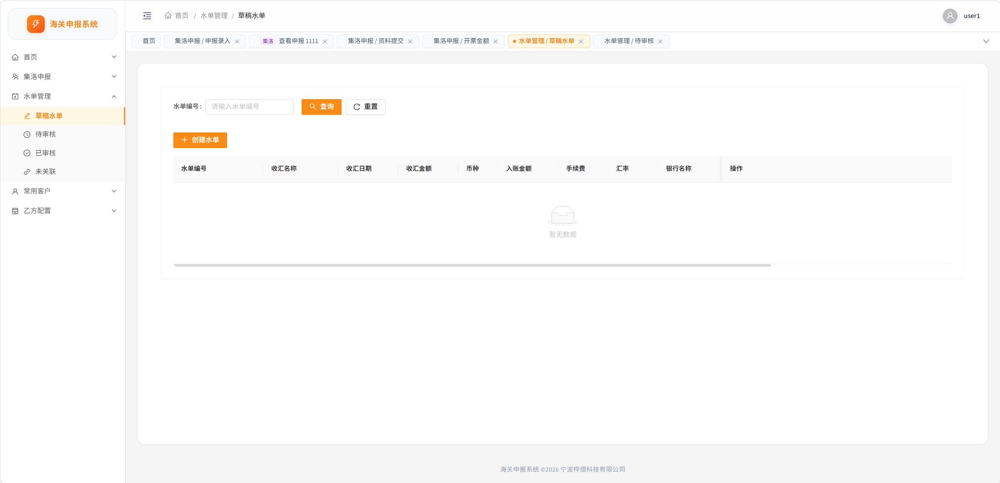 海关申报系统
首页
集洛申报
水单管理
草稿水单
待审核
已审核
未关联
常用客户
乙方配置
首页 / 水单管理 / 草稿水单
user1
首页 集洛申报 / 申报录入 集洛 查看申报 1111 集洛申报 / 资料提交 集洛申报 / 开票金额 水单管理 / 草稿水单 水单管理 / 待审核
水单编号: 请输入水单编号 查询 重置
创建水单
水单编号 收汇名称 收汇日期 收汇金额 币种 入账金额 手续费 汇率 银行名称 操作
暂无数据
海关申报系统 ©2026 宁波梓熠科技有限公司